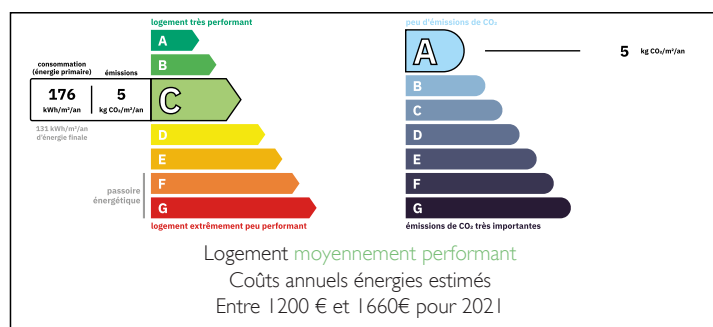 logement très performant
A
B
consommation
(énergie primaire)
émissions
176
kWh/m²/an
5
kg CO₂/m²/an
C
131 kWh/m²/an
d'énergie finale
D
E
passoire
énergétique
F
G
logement extrêmement peu performant
peu d'émissions de CO₂
A
5 kg CO₂/m²/an
B
C
D
E
F
G
émissions de CO₂ très importantes
Logement moyennement performant
Coûts annuels énergies estimés
Entre 1200 € et 1660€ pour 2021